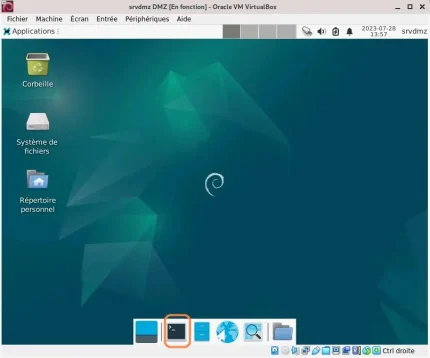 srvdmz DMZ [En fonction] - Oracle VM VirtualBox
Fichier Machine Écran Entrée Périphériques Aide
Applications
2023-07-28
13:57
srvdmz
Corbeille
Système de
fichiers
Répertoire
personnel
Ctrl droite